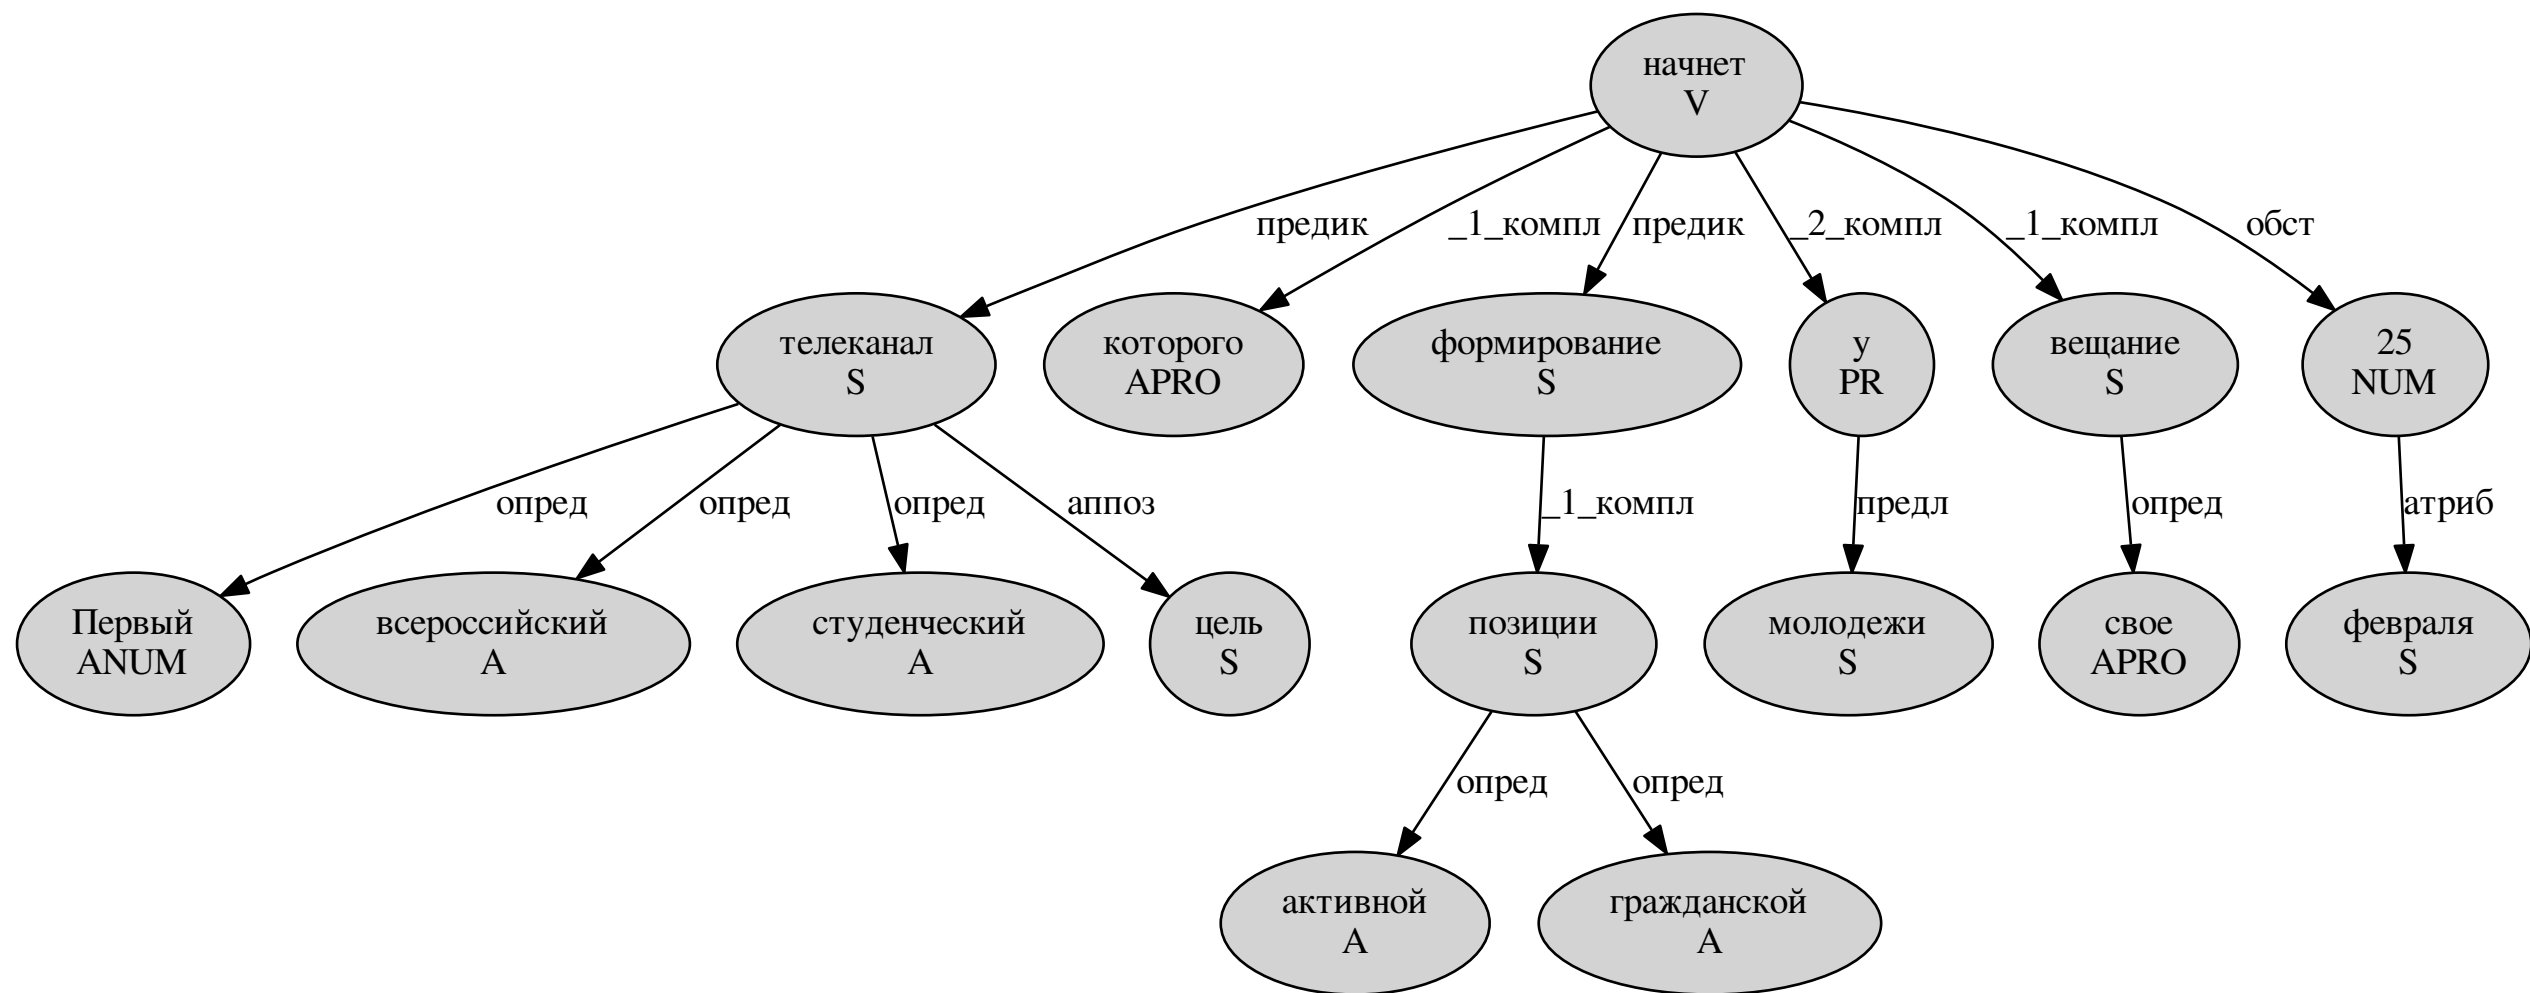 начнет
V
предик
_1_компл
предик
_2_компл
_1_компл
обст
телеканал
S
которого
APRO
формирование
S
у
PR
вещание
S
25
NUM
опред
опред
опред
аппоз
_1_компл
предл
опред
атриб
Первый
ANUM
всероссийский
A
студенческий
A
цель
S
позиции
S
молодежи
S
свое
APRO
февраля
S
опред
опред
активной
A
гражданской
A